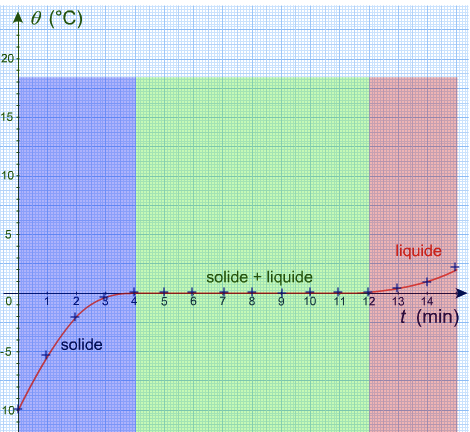 θ (°C)
20
15
10
5
0
-5
10
1 2 3 4 5 6 7 8 9 10 11 12 13 14
t (min)
solide
solide + liquide
liquide